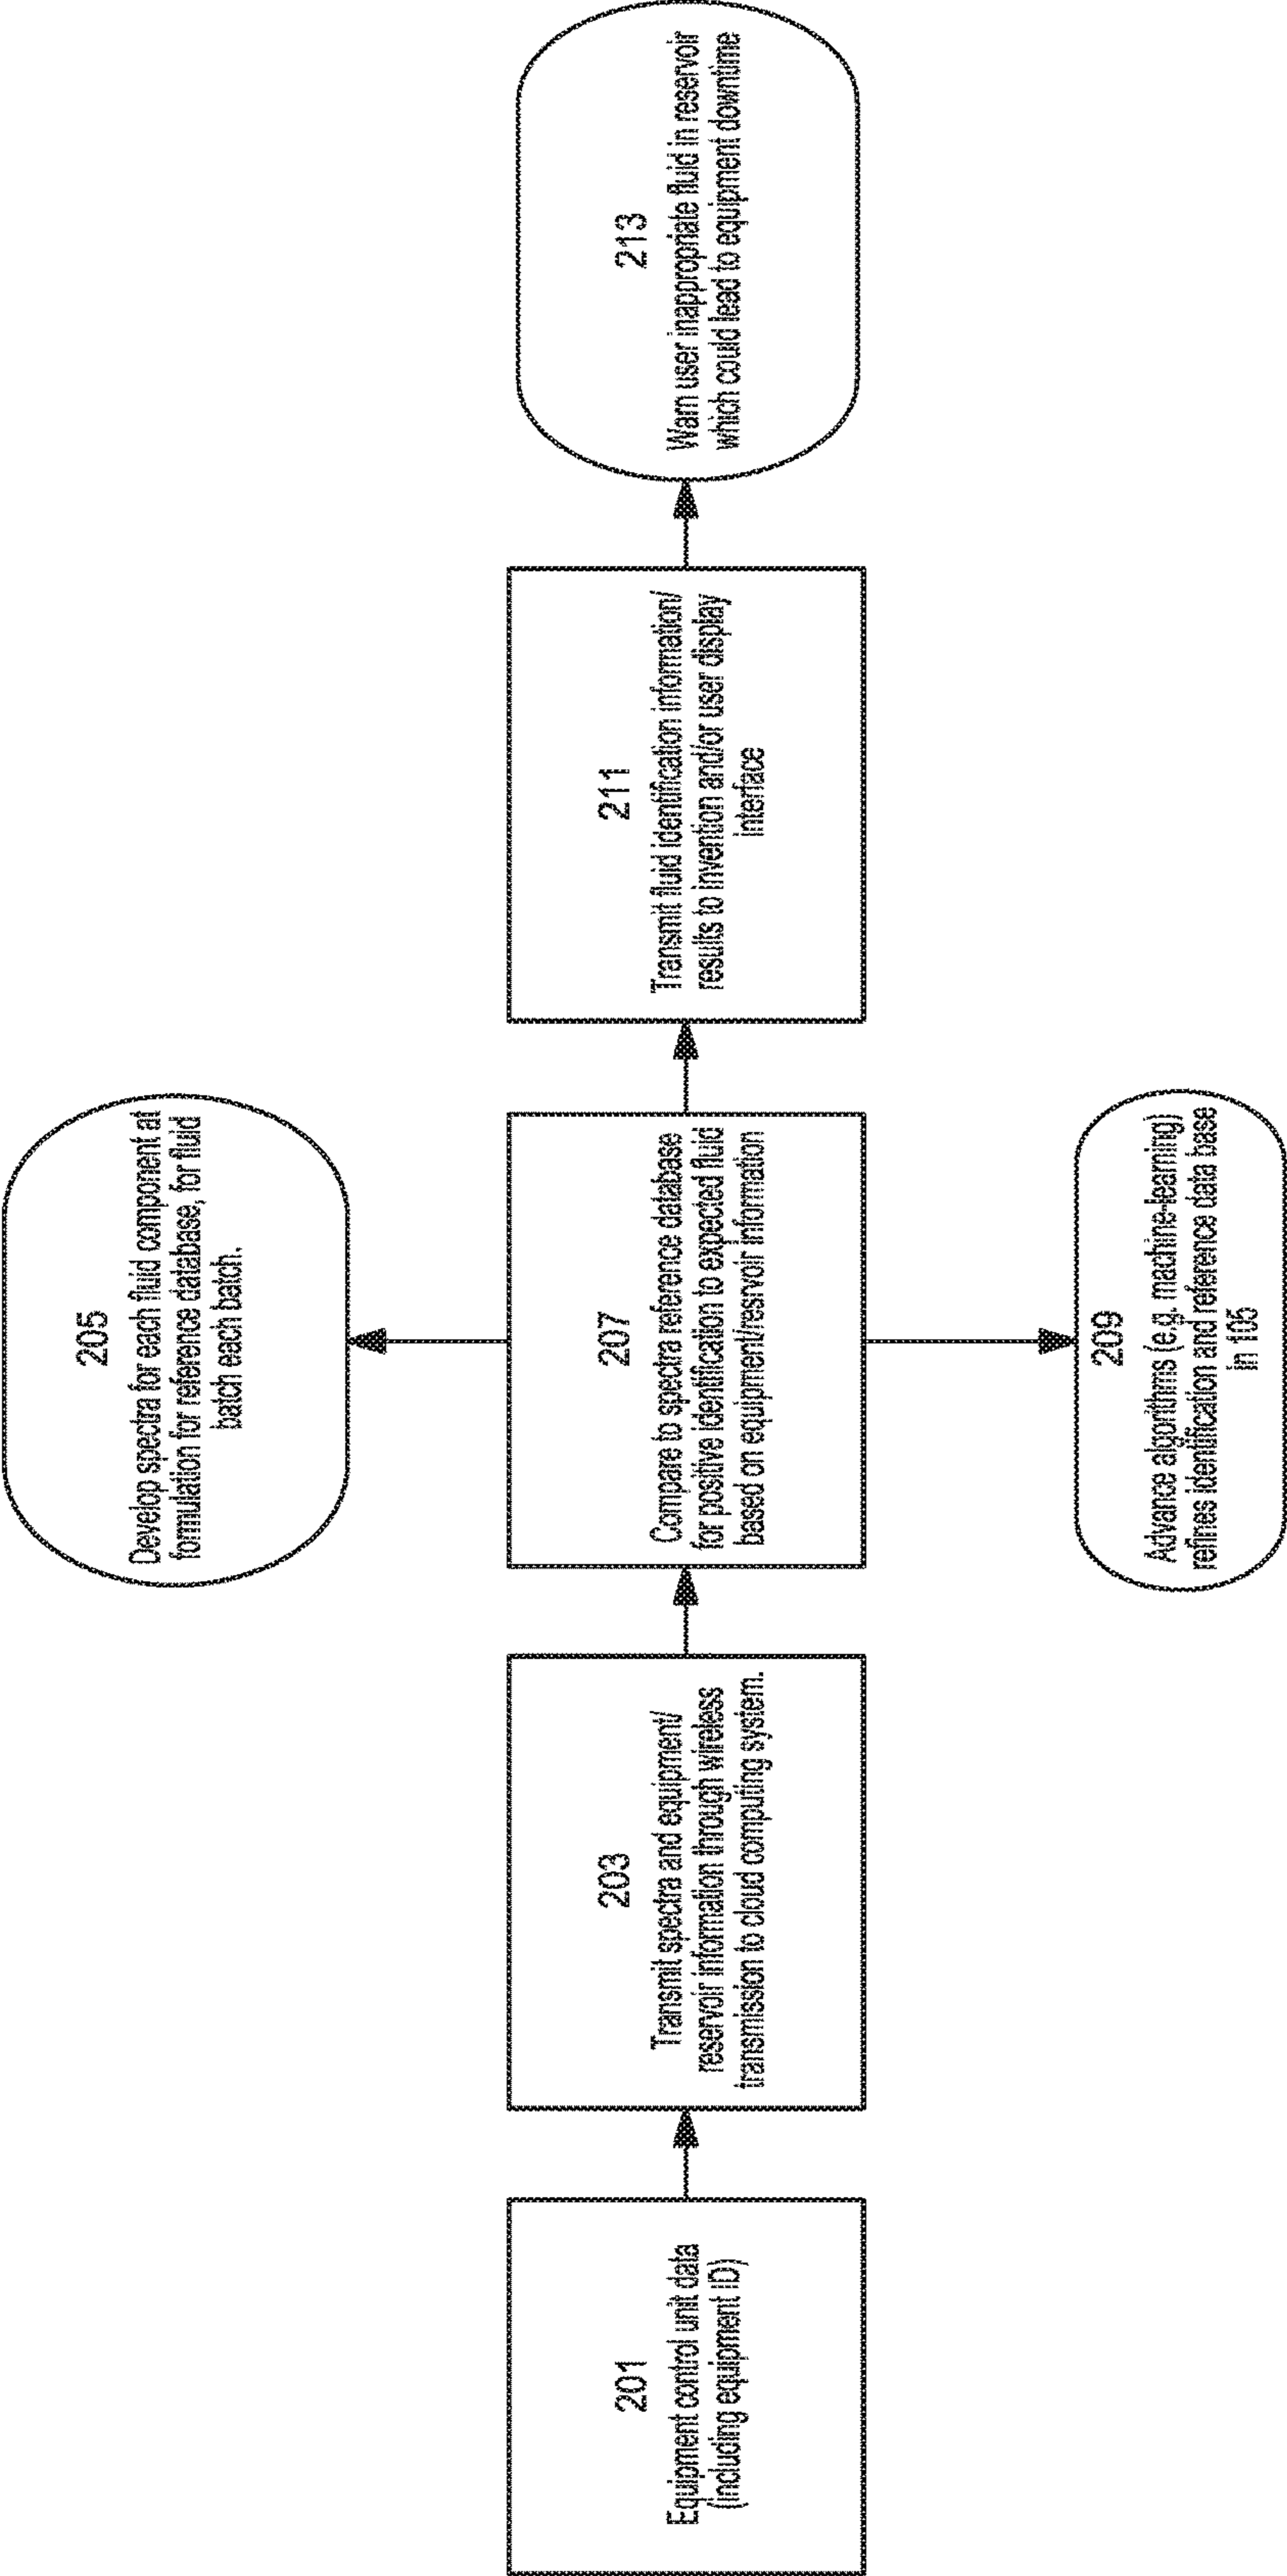 201
Equipment control unit data
(including equipment ID)
203
Transmit spectra and equipment/
reservoir information through wireless
transmission to cloud computing system.
205
Develop spectra for each fluid component at
formulation for reference database, for fluid
batch each batch.
207
Compare to spectra reference database
for positive identification to expected fluid
based on equipment/resrvoir information
209
Advance algorithms (e.g. machine-learning)
refines identification and reference data base
in 105
211
Transmit fluid identification information/
results to invention and/or user display
interface
213
Warn user inappropriate fluid in reservoir
which could lead to equipment downtime